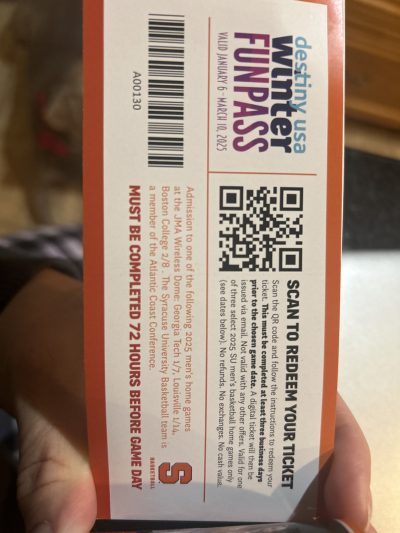 destiny usa
winter
FUNPASS
VALID JANUARY 6 - MARCH 10, 2025
A00130
SCAN TO REDEEM YOUR TICKET
Scan the QR code and follow the instructions to redeem your
ticket. This must be completed at least three business days
prior to the chosen game date. A digital ticket will then be
issued via email. Not valid with any other offers. Valid for one
of three select 2025 SU men's basketball home games only
(see dates below). No refunds. No exchanges. No cash value.
Admission to one of the following 2025 men's home games
at the JMA Wireless Dome: Georgia Tech 1/7, Louisville 1/14,
Boston College 2/8 . The Syracuse University Basketball team is
a member of the Atlantic Coast Conference.
MUST BE COMPLETED 72 HOURS BEFORE GAME DAY
S
BASKETBALL